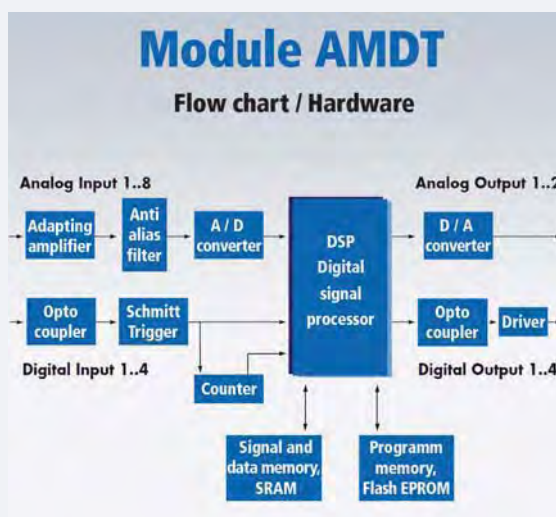 Module AMDT
Flow chart / Hardware
Analog Input 1..8
Analog Output 1..2
Adapting
amplifier
Anti
alias
filter
A / D
converter
DSP
Digital
signal
processor
D / A
converter
Opto
coupler
Schmitt
Trigger
Opto
coupler
Driver
Digital Input 1..4
Counter
Digital Output 1..4
Signal and
data memory,
SRAM
Programm
memory,
Flash EPROM